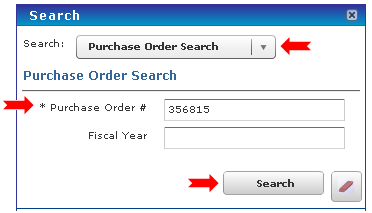 Search
Search: Purchase Order Search
Purchase Order Search
* Purchase Order # 356815
Fiscal Year
Search